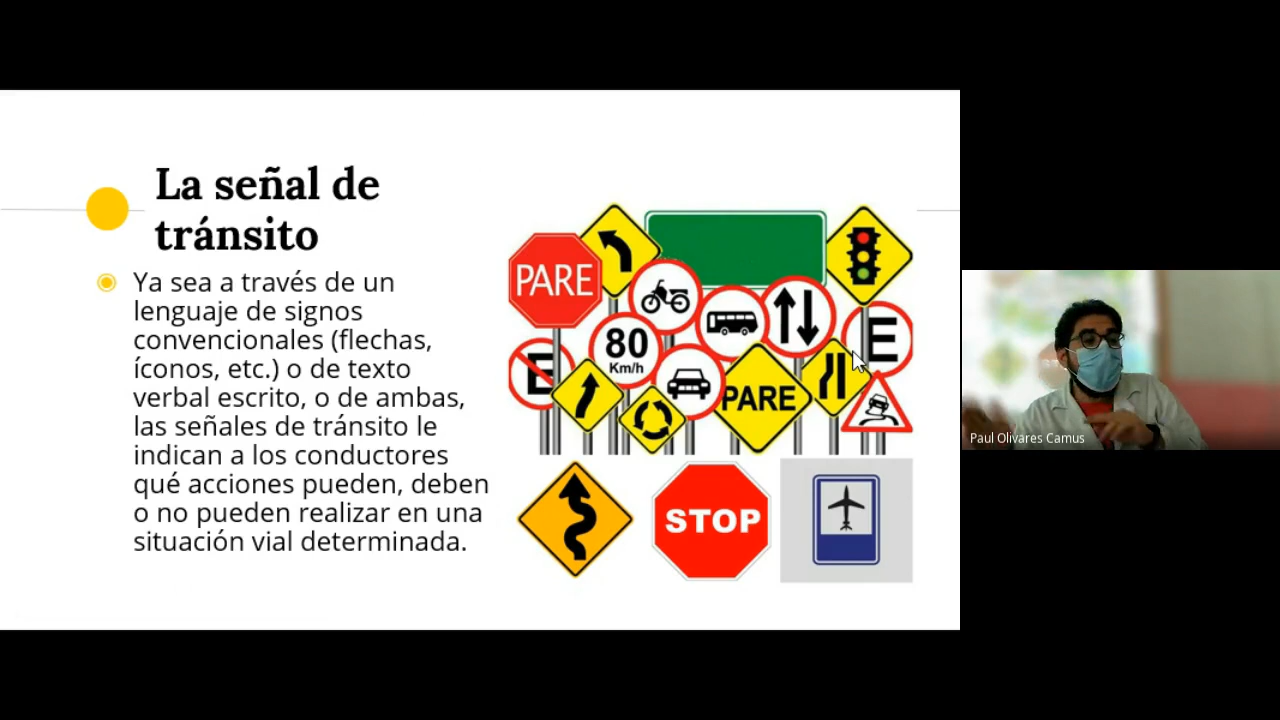 La señal de
tránsito
Ya sea a través de un
lenguaje de signos
convencionales (flechas,
íconos, etc.) o de texto
verbal escrito, o de ambas,
las señales de tránsito le
indican a los conductores
qué acciones pueden, deben
o no pueden realizar en una
situación vial determinada.
PARE
80
Km/h
E
E
PARE
STOP
Paul Olivares Camus